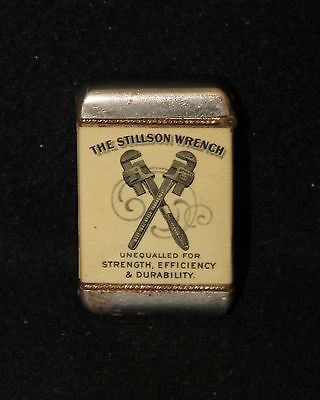 THE STILLSON WRENCH
UNEQUALLED FOR
STRENGTH, EFFICIENCY
& DURABILITY.